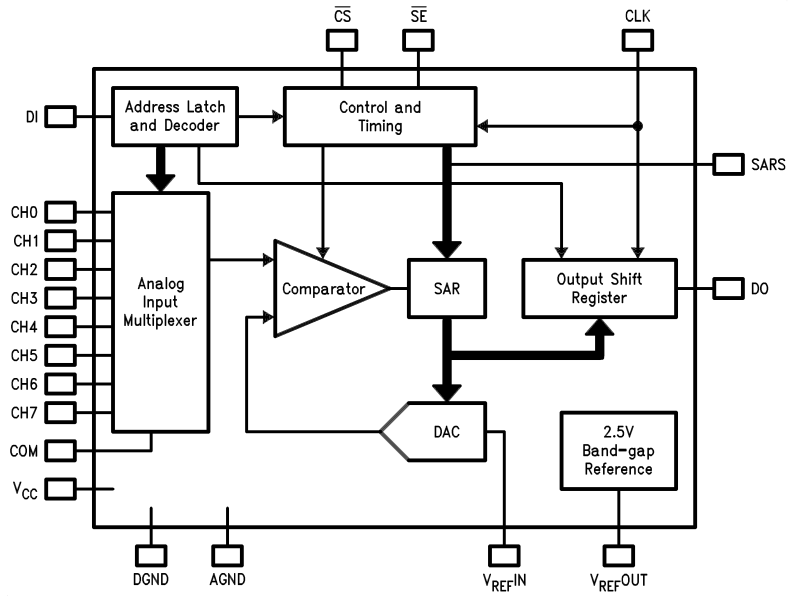 CS SE CLK
DI
Address Latch
and Decoder
Control and
Timing
SARS
CH0
CH1
CH2
CH3
CH4
CH5
CH6
CH7
COM
VCC
Analog
Input
Multiplexer
Comparator
SAR
Output Shift
Register
DO
DAC
2.5V
Band-gap
Reference
DGND AGND VREFIN VREFOUT